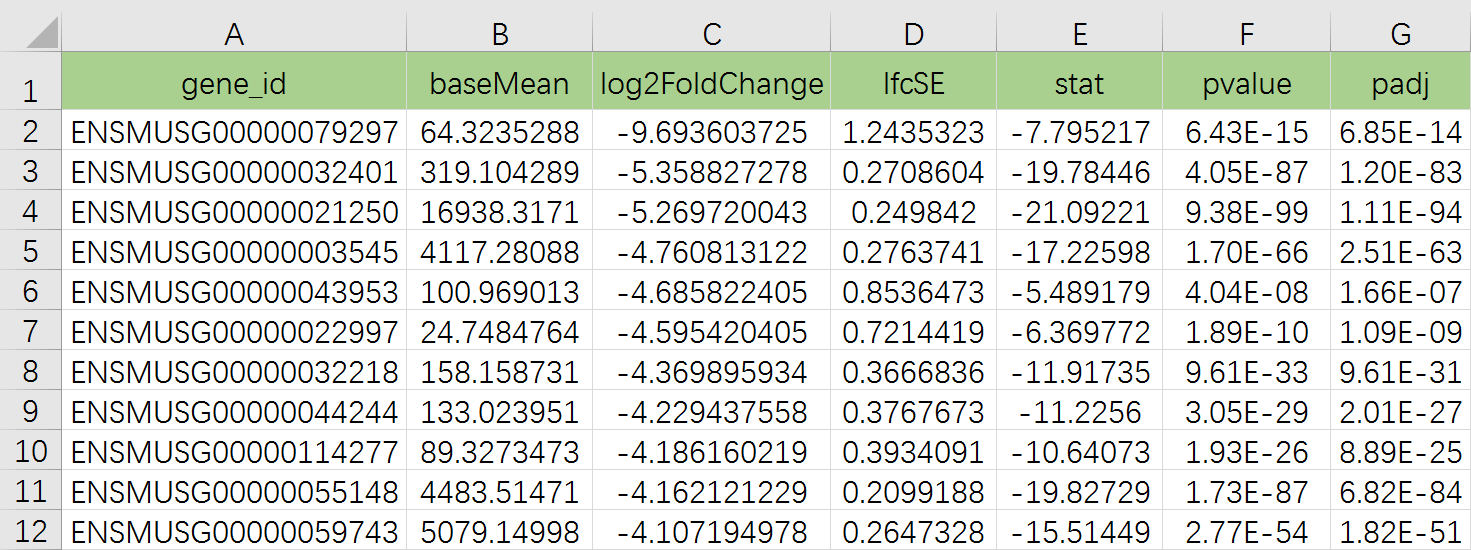 A B C D E F G
1 gene_id baseMean log2FoldChange lfcSE stat pvalue padj
2 ENSMUSG00000079297 64.3235288 -9.693603725 1.2435323 -7.795217 6.43E-15 6.85E-14
3 ENSMUSG00000032401 319.104289 -5.358827278 0.2708604 -19.78446 4.05E-87 1.20E-83
4 ENSMUSG00000021250 16938.3171 -5.269720043 0.249842 -21.09221 9.38E-99 1.11E-94
5 ENSMUSG00000003545 4117.28088 -4.760813122 0.2763741 -17.22598 1.70E-66 2.51E-63
6 ENSMUSG00000043953 100.969013 -4.685822405 0.8536473 -5.489179 4.04E-08 1.66E-07
7 ENSMUSG00000022997 24.7484764 -4.595420405 0.7214419 -6.369772 1.89E-10 1.09E-09
8 ENSMUSG00000032218 158.158731 -4.369895934 0.3666836 -11.91735 9.61E-33 9.61E-31
9 ENSMUSG00000044244 133.023951 -4.229437558 0.3767673 -11.2256 3.05E-29 2.01E-27
10 ENSMUSG00000114277 89.3273473 -4.186160219 0.3934091 -10.64073 1.93E-26 8.89E-25
11 ENSMUSG00000055148 4483.51471 -4.162121229 0.2099188 -19.82729 1.73E-87 6.82E-84
12 ENSMUSG00000059743 5079.14998 -4.107194978 0.2647328 -15.51449 2.77E-54 1.82E-51